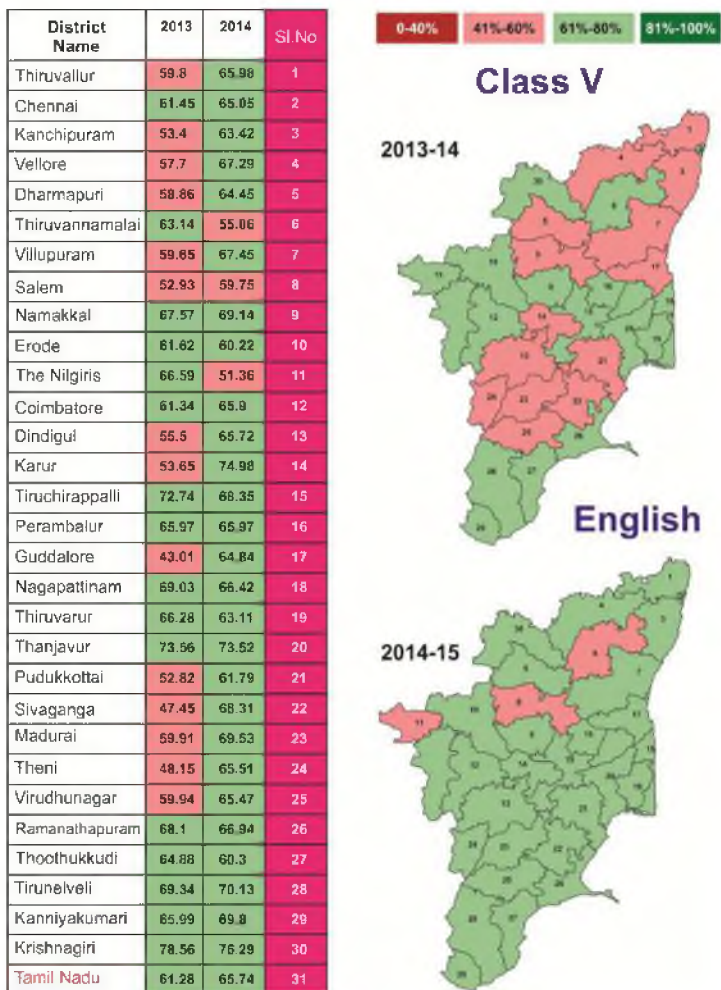 District Name 2013 2014 Sl.No
Thiruvallur 59.8 65.98 1
Chennai 61.45 65.05 2
Kanchipuram 53.4 63.42 3
Vellore 57.7 67.29 4
Dharmapuri 58.86 64.45 5
Thiruvannamalai 63.14 55.06 6
Villupuram 59.65 67.45 7
Salem 52.93 59.75 8
Namakkal 67.57 69.14 9
Erode 61.62 60.22 10
The Nilgiris 66.59 51.36 11
Coimbatore 61.34 65.9 12
Dindigul 55.5 65.72 13
Karur 53.65 74.98 14
Tiruchirappalli 72.74 68.35 15
Perambalur 65.97 65.97 16
Guddalore 43.01 64.84 17
Nagapattinam 69.03 66.42 18
Thiruvarur 66.28 63.11 19
Thanjavur 73.56 73.52 20
Pudukkottai 52.82 61.79 21
Sivaganga 47.45 68.31 22
Madurai 59.91 69.53 23
Theni 48.15 65.51 24
Virudhunagar 59.94 65.47 25
Ramanathapuram 68.1 66.94 26
Thoothukkudi 64.88 60.3 27
Tirunelveli 69.34 70.13 28
Kanniyakumari 65.99 69.8 29
Krishnagiri 78.56 76.29 30
Tamil Nadu 61.28 65.74 31
0-40% 41%-60% 61%-80% 81%-100%
Class V
2013-14
English
2014-15